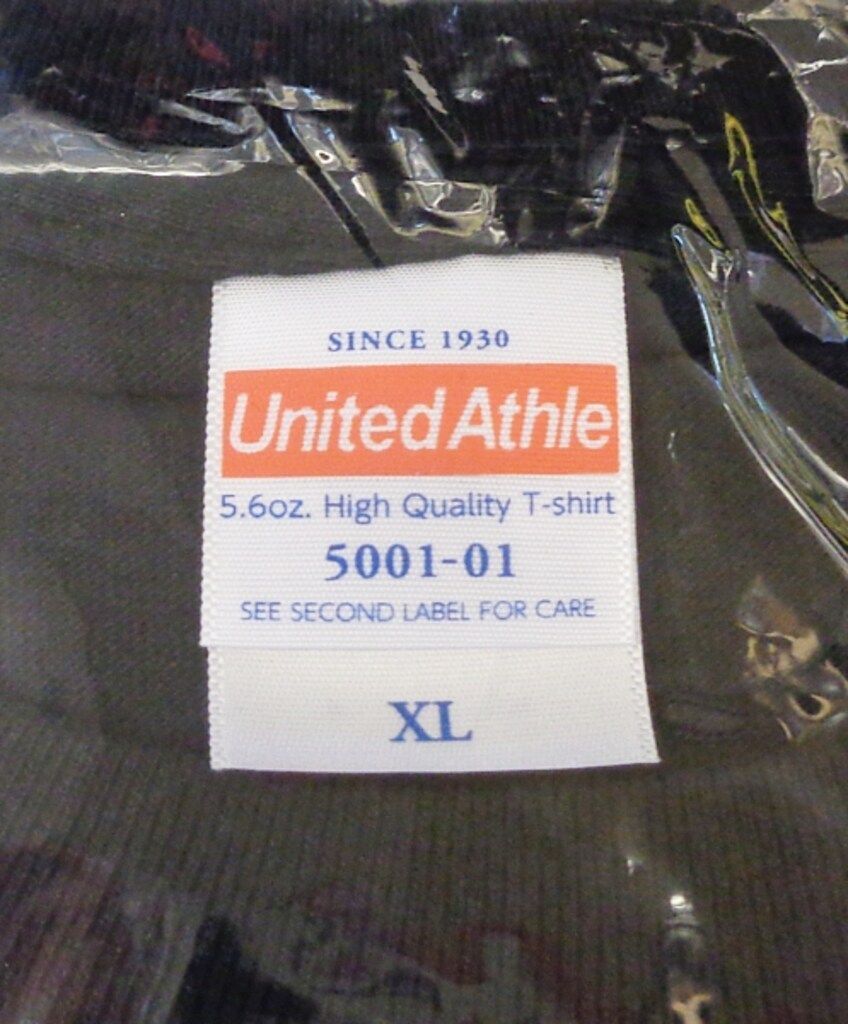 SINCE 1930
United Athle
5.6oz. High Quality T-shirt
5001-01
SEE SECOND LABEL FOR CARE
XL